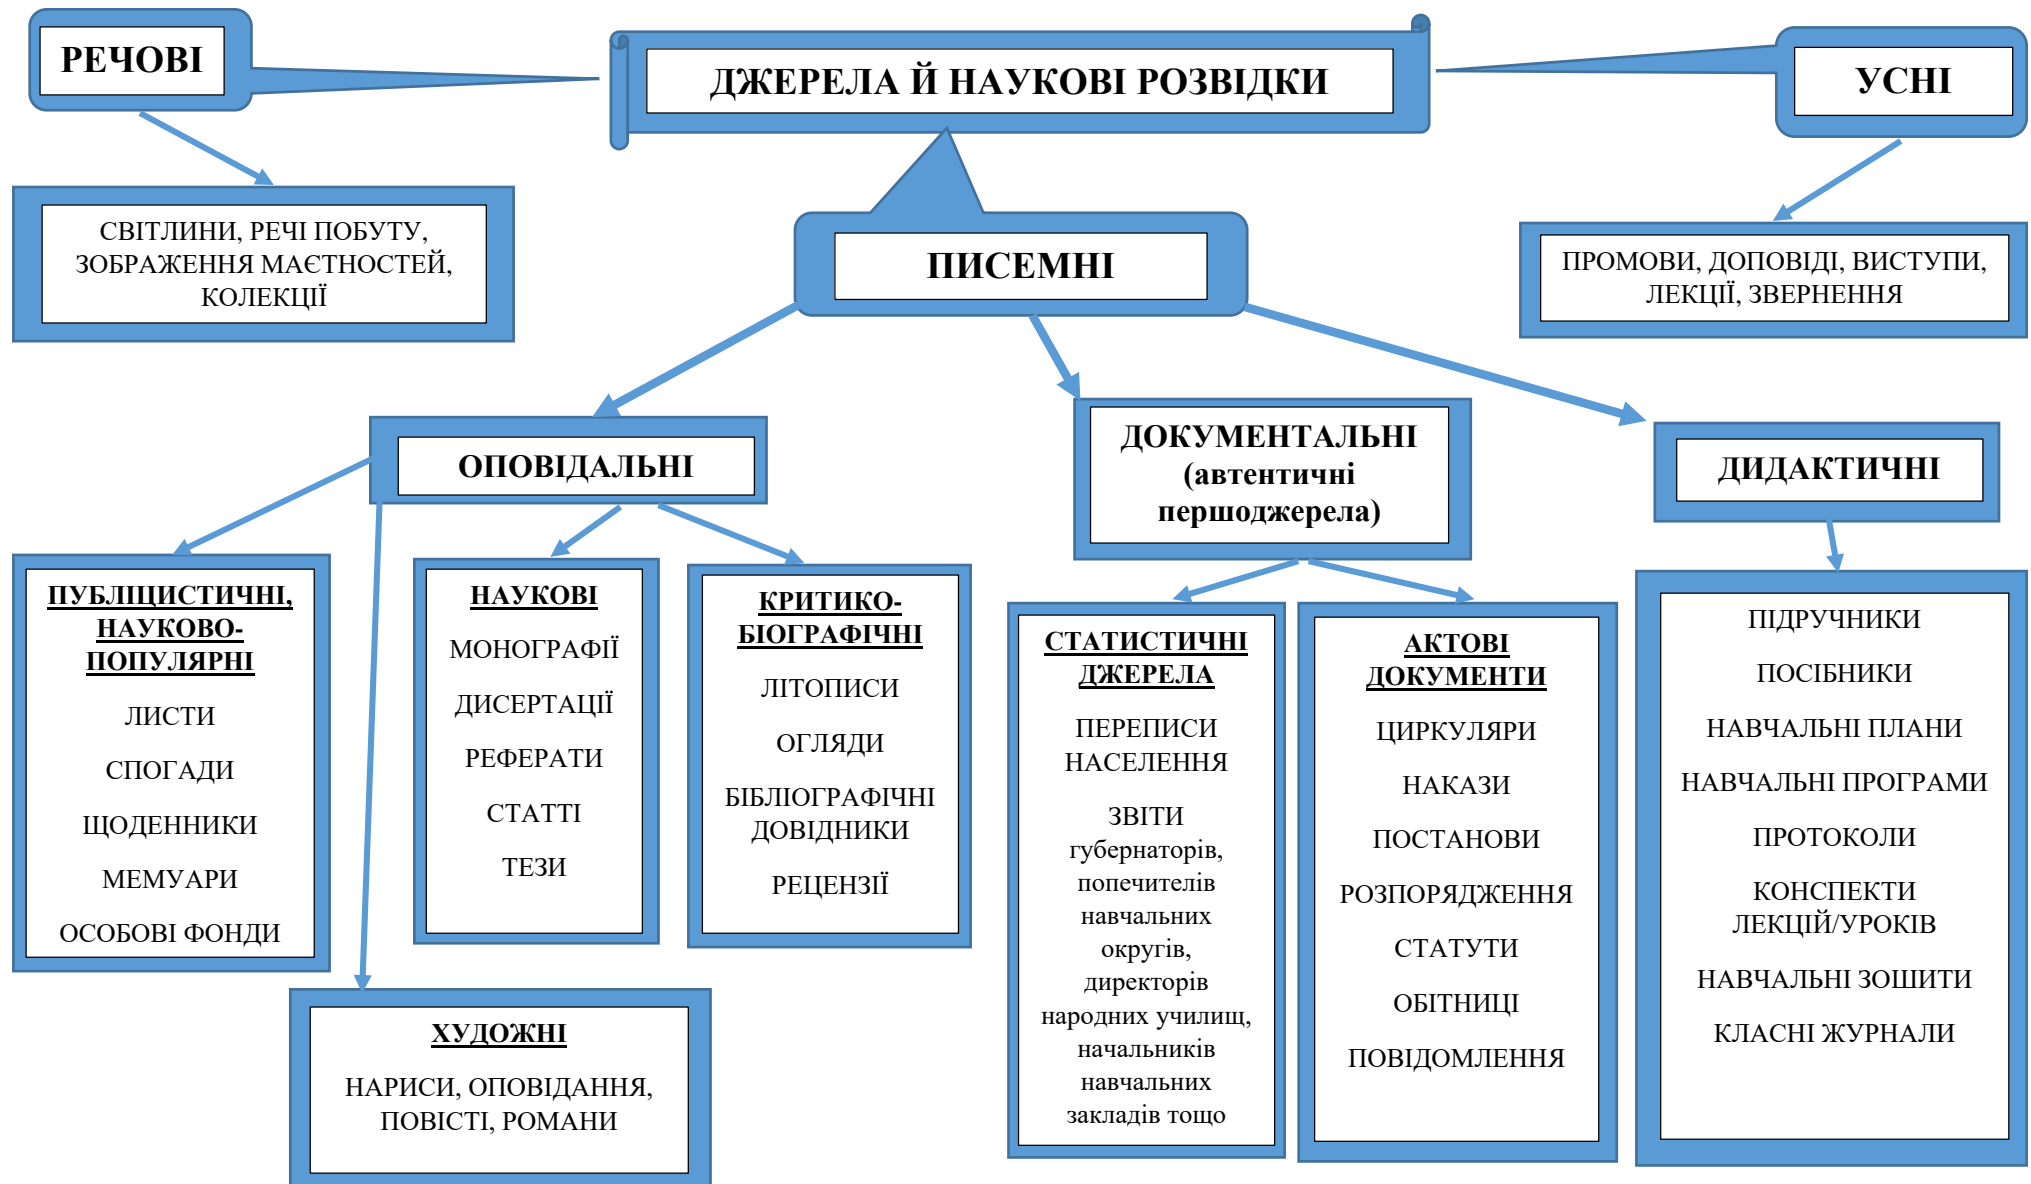 РЕЧОВІ
ДЖЕРЕЛА Й НАУКОВІ РОЗВІДКИ
УСНІ
СВІТЛИНИ, РЕЧІ ПОБУТУ,
ЗОБРАЖЕННЯ МАЄТНОСТЕЙ,
КОЛЕКЦІЇ
ПИСЕМНІ
ПРОМОВИ, ДОПОВІДІ, ВИСТУПИ,
ЛЕКЦІЇ, ЗВЕРНЕННЯ
ОПОВІДАЛЬНІ
ДОКУМЕНТАЛЬНІ
(автентичні
першоджерела)
ДИДАКТИЧНІ
ПУБЛІЦИСТИЧНІ,
НАУКОВО-
ПОПУЛЯРНІ
ЛИСТИ
СПОГАДИ
ЩОДЕННИКИ
МЕМУАРИ
ОСОБОВІ ФОНДИ
НАУКОВІ
МОНОГРАФІЇ
ДИСЕРТАЦІЇ
РЕФЕРАТИ
СТАТТІ
ТЕЗИ
КРИТИКО-
БІОГРАФІЧНІ
ЛІТОПИСИ
ОГЛЯДИ
БІБЛІОГРАФІЧНІ
ДОВІДНИКИ
РЕЦЕНЗІЇ
СТАТИСТИЧНІ
ДЖЕРЕЛА
ПЕРЕПИСИ
НАСЕЛЕННЯ
ЗВІТИ
губернаторів,
попечителів
навчальних
округів,
директорів
народних училищ,
начальників
навчальних
закладів тощо
АКТОВІ
ДОКУМЕНТИ
ЦИРКУЛЯРИ
НАКАЗИ
ПОСТАНОВИ
РОЗПОРЯДЖЕННЯ
СТАТУТИ
ОБІТНИЦІ
ПОВІДОМЛЕННЯ
ПІДРУЧНИКИ
ПОСІБНИКИ
НАВЧАЛЬНІ ПЛАНИ
НАВЧАЛЬНІ ПРОГРАМИ
ПРОТОКОЛИ
КОНСПЕКТИ
ЛЕКЦІЙ/УРОКІВ
НАВЧАЛЬНІ ЗОШИТИ
КЛАСНІ ЖУРНАЛИ
ХУДОЖНІ
НАРИСИ, ОПОВІДАННЯ,
ПОВІСТІ, РОМАНИ